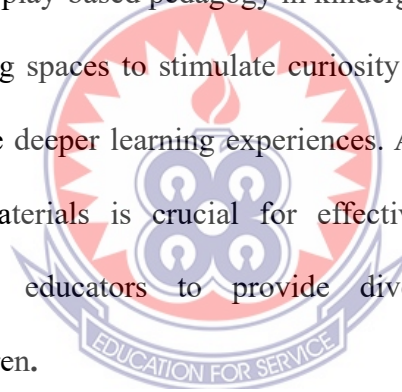 play-based pedagogy in kinderg
g spaces to stimulate curiosity
e deeper learning experiences. A
aterials is crucial for effectiv
educators to provide dive
en.
EDUCATION FOR SERVICE